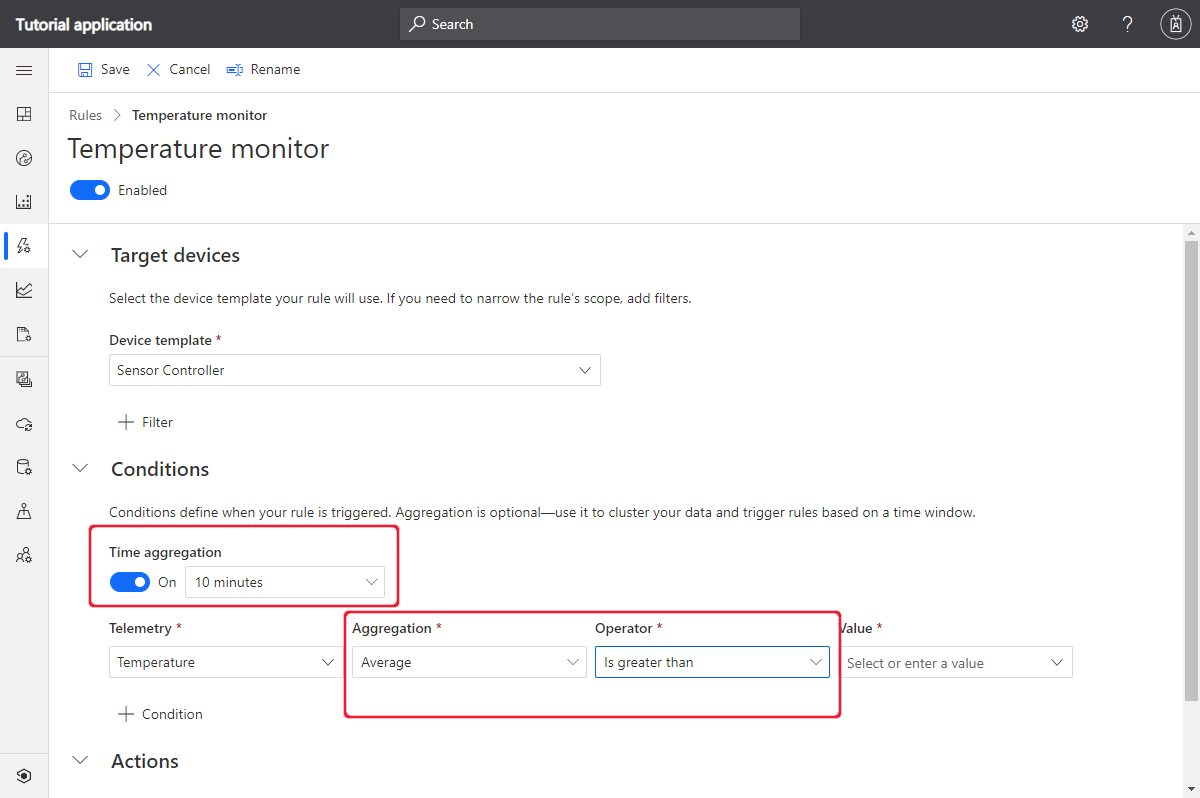 Tutorial application
Search
?
Save Cancel Rename
Rules > Temperature monitor
Temperature monitor
Enabled
Target devices
Select the device template your rule will use. If you need to narrow the rule's scope, add filters.
Device template *
Sensor Controller
+ Filter
Conditions
Conditions define when your rule is triggered. Aggregation is optional—use it to cluster your data and trigger rules based on a time window.
Time aggregation
On 10 minutes
Telemetry * Aggregation * Operator * Value *
Temperature Average Is greater than Select or enter a value
+ Condition
Actions